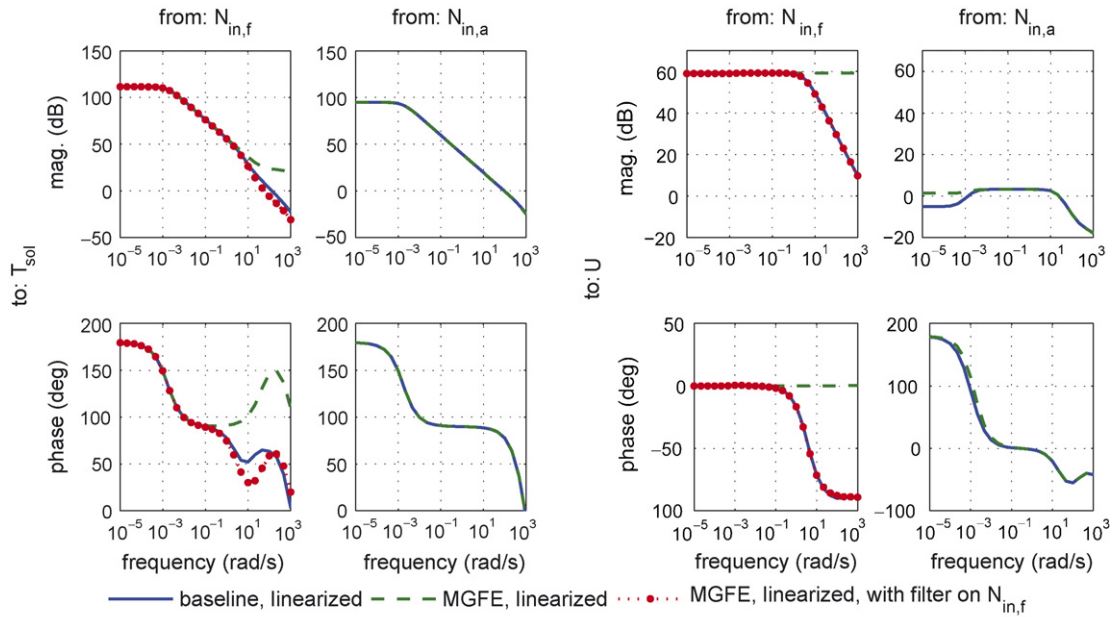 from: N_in,f from: N_in,a from: N_in,f from: N_in,a
150 150
100 100
50 50
0 0
−50 −50
60 60
40 40
20 20
0 0
−20 −20
mag. (dB) mag. (dB)
10^−5 10^−3 10^−1 10^1 10^3 10^−5 10^−3 10^−1 10^1 10^3 10^−5 10^−3 10^−1 10^1 10^3 10^−5 10^−3 10^−1 10^1 10^3
to: T_sol to: U
200 200
150 150
100 100
50 50
0 0
50 200
0 100
−50 0
100 −100
phase (deg) phase (deg)
10^−5 10^−3 10^−1 10^1 10^3 10^−5 10^−3 10^−1 10^1 10^3 10^−5 10^−3 10^−1 10^1 10^3 10^−5 10^−3 10^−1 10^1 10^3
frequency (rad/s) frequency (rad/s) frequency (rad/s) frequency (rad/s)
baseline, linearized MGFE, linearized MGFE, linearized, with filter on N_in,f